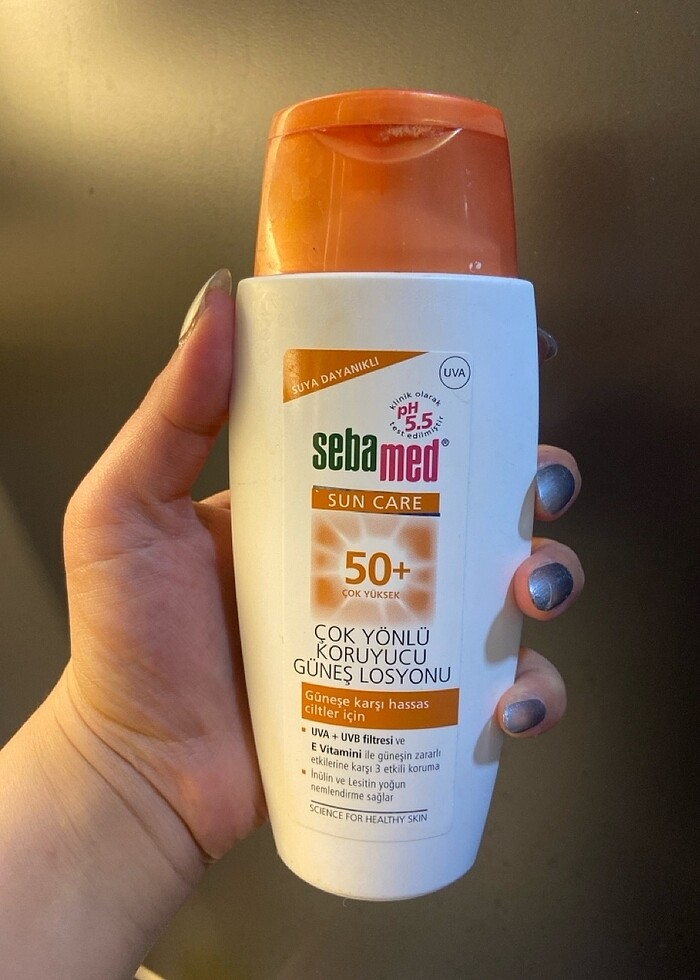 SUYA DAYANIKLI
UVA
klinik olarak
pH
5.5
test edilmiştir
sebamed®
SUN CARE
50+
ÇOK YÜKSEK
ÇOK YÖNLÜ
KORUYUCU
GÜNEŞ LOSYONU
Güneşe karşı hassas
ciltler için
▪ UVA + UVB filtresi ve
E Vitamini ile güneşin zararlı
etkilerine karşı 3 etkili koruma
▪ İnülin ve Lesitin yoğun
nemlendirme sağlar
SCIENCE FOR HEALTHY SKIN